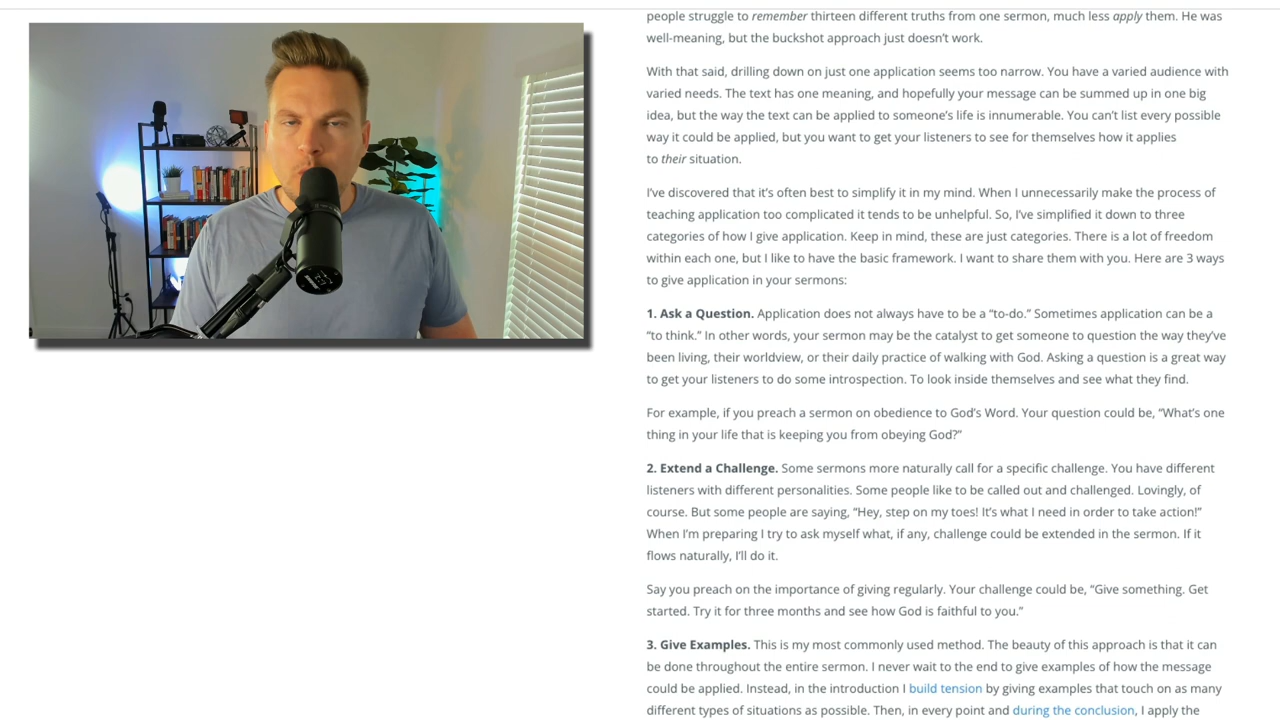 people struggle to remember thirteen different truths from one sermon, much less apply them. He was
well-meaning, but the buckshot approach just doesn’t work.
With that said, drilling down on just one application seems too narrow. You have a varied audience with
varied needs. The text has one meaning, and hopefully your message can be summed up in one big
idea, but the way the text can be applied to someone’s life is innumerable. You can’t list every possible
way it could be applied, but you want to get your listeners to see for themselves how it applies
to their situation.
I’ve discovered that it’s often best to simplify it in my mind. When I unnecessarily make the process of
teaching application too complicated it tends to be unhelpful. So, I’ve simplified it down to three
categories of how I give application. Keep in mind, these are just categories. There is a lot of freedom
within each one, but I like to have the basic framework. I want to share them with you. Here are 3 ways
to give application in your sermons:
1. Ask a Question. Application does not always have to be a “to-do.” Sometimes application can be a
“to think.” In other words, your sermon may be the catalyst to get someone to question the way they’ve
been living, their worldview, or their daily practice of walking with God. Asking a question is a great way
to get your listeners to do some introspection. To look inside themselves and see what they find.
For example, if you preach a sermon on obedience to God’s Word. Your question could be, “What’s one
thing in your life that is keeping you from obeying God?”
2. Extend a Challenge. Some sermons more naturally call for a specific challenge. You have different
listeners with different personalities. Some people like to be called out and challenged. Lovingly, of
course. But some people are saying, “Hey, step on my toes! It’s what I need in order to take action!”
When I’m preparing I try to ask myself what, if any, challenge could be extended in the sermon. If it
flows naturally, I’ll do it.
Say you preach on the importance of giving regularly. Your challenge could be, “Give something. Get
started. Try it for three months and see how God is faithful to you.”
3. Give Examples. This is my most commonly used method. The beauty of this approach is that it can
be done throughout the entire sermon. I never wait to the end to give examples of how the message
could be applied. Instead, in the introduction I build tension by giving examples that touch on as many
different types of situations as possible. Then, in every point and during the conclusion, I apply the